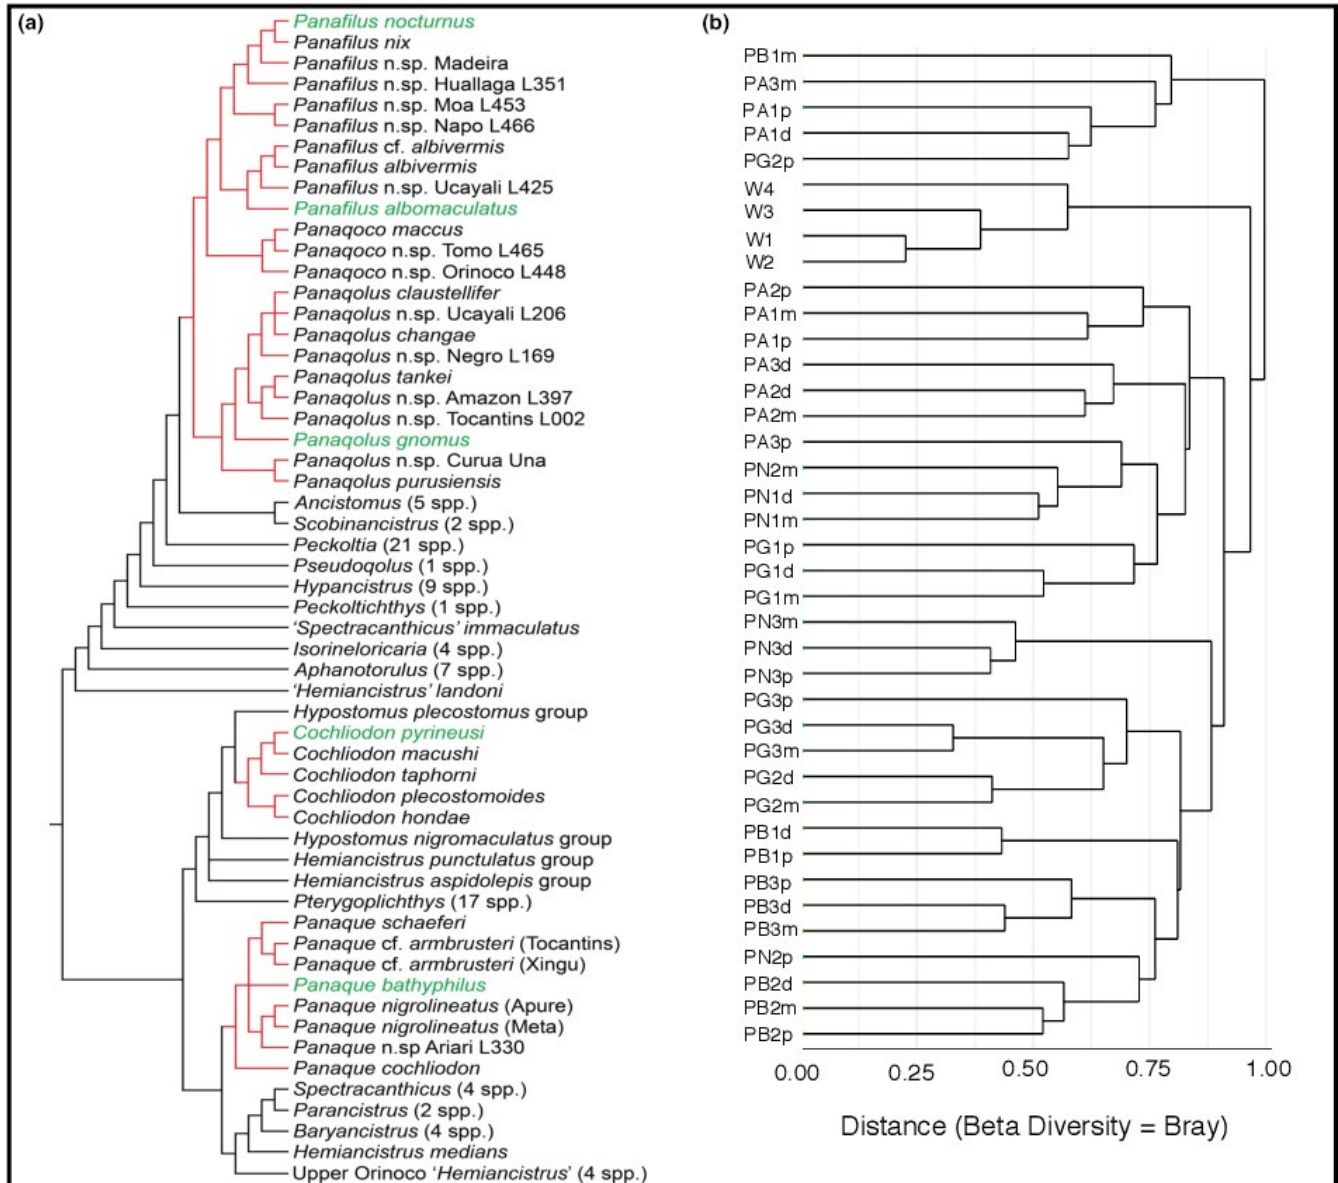 (a)
Panafilus nocturnus
Panafilus nix
Panafilus n.sp. Madeira
Panafilus n.sp. Huallaga L351
Panafilus n.sp. Moa L453
Panafilus n.sp. Napo L466
Panafilus cf. albivermis
Panafilus albivermis
Panafilus n.sp. Ucayali L425
Panafilus albomaculatus
Panaqoco maccus
Panaqoco n.sp. Tomo L465
Panaqoco n.sp. Orinoco L448
Panaqolus claustellifer
Panaqolus n.sp. Ucayali L206
Panaqolus changae
Panaqolus n.sp. Negro L169
Panaqolus tankei
Panaqolus n.sp. Amazon L397
Panaqolus n.sp. Tocantins L002
Panaqolus gnomus
Panaqolus n.sp. Curua Una
Panaqolus purusiensis
Ancistomus (5 spp.)
Scobinancistrus (2 spp.)
Peckoltia (21 spp.)
Pseudoqolus (1 spp.)
Hypancistrus (9 spp.)
Peckoltichthys (1 spp.)
'Spectracanthicus' immaculatus
Isorineloricaria (4 spp.)
Aphanotorulus (7 spp.)
'Hemiancistrus' landoni
Hypostomus plecostomus group
Cochliodon pyrineusi
Cochliodon macushi
Cochliodon taphorni
Cochliodon plecostomoides
Cochliodon hondae
Hypostomus nigromaculatus group
Hemiancistrus punctulatus group
Hemiancistrus aspidolepis group
Pterygoplichthys (17 spp.)
Panaque schaeferi
Panaque cf. armbrusteri (Tocantins)
Panaque cf. armbrusteri (Xingu)
Panaque bathyphilus
Panaque nigrolineatus (Apure)
Panaque nigrolineatus (Meta)
Panaque n.sp Ariari L330
Panaque cochliodon
Spectracanthicus (4 spp.)
Parancistrus (2 spp.)
Baryancistrus (4 spp.)
Hemiancistrus medians
Upper Orinoco 'Hemiancistrus' (4 spp.)
(b)
PB1m
PA3m
PA1p
PA1d
PG2p
W4
W3
W1
W2
PA2p
PA1m
PA1p
PA3d
PA2d
PA2m
PA3p
PN2m
PN1d
PN1m
PG1p
PG1d
PG1m
PN3m
PN3d
PN3p
PG3p
PG3d
PG3m
PG2d
PG2m
PB1d
PB1p
PB3p
PB3d
PB3m
PN2p
PB2d
PB2m
PB2p
0.00 0.25 0.50 0.75 1.00
Distance (Beta Diversity = Bray)